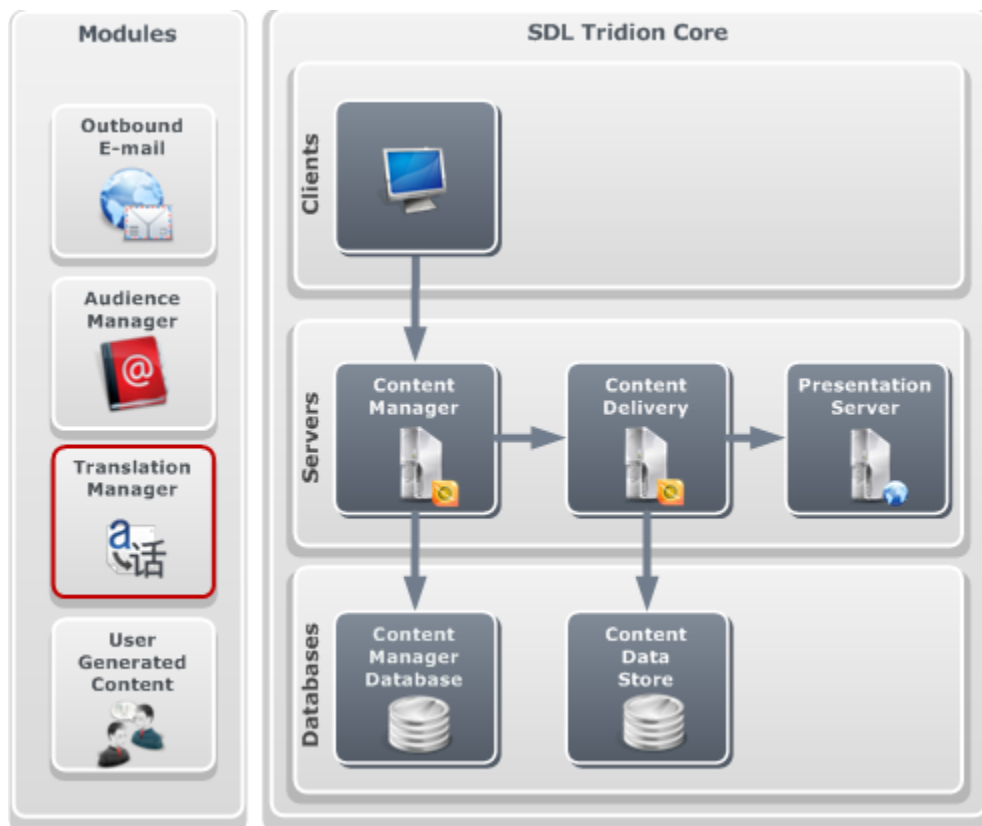 Modules
Outbound
E-mail
Audience
Manager
@
Translation
Manager
a
话
User
Generated
Content
SDL Tridion Core
Clients
Servers
Content
Manager
Content
Delivery
Presentation
Server
Databases
Content
Manager
Database
Content
Data
Store